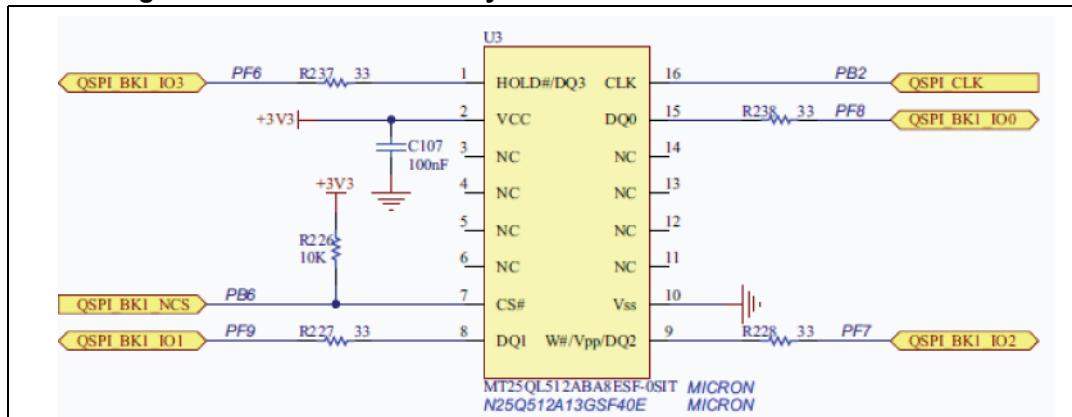 U3
QSPI_BK1_IO3 PF6 R237 33 1 HOLD#/DQ3 CLK 16 PB2 QSPI_CLK
+3V3 2 VCC DQ0 15 R238 33 PF8 QSPI_BK1_IO0
C107
100nF
3 NC NC 14
+3V3 4 NC NC 13
R226
10K
5 NC NC 12
6 NC NC 11
QSPI_BK1_NCS PB6 7 CS# Vss 10
QSPI_BK1_IO1 PF9 R227 33 8 DQ1 W#/Vpp/DQ2 9 R228 33 PF7 QSPI_BK1_IO2
MT25QL512ABA8ESF-0SIT MICRON
N25Q512A13GSF40E MICRON